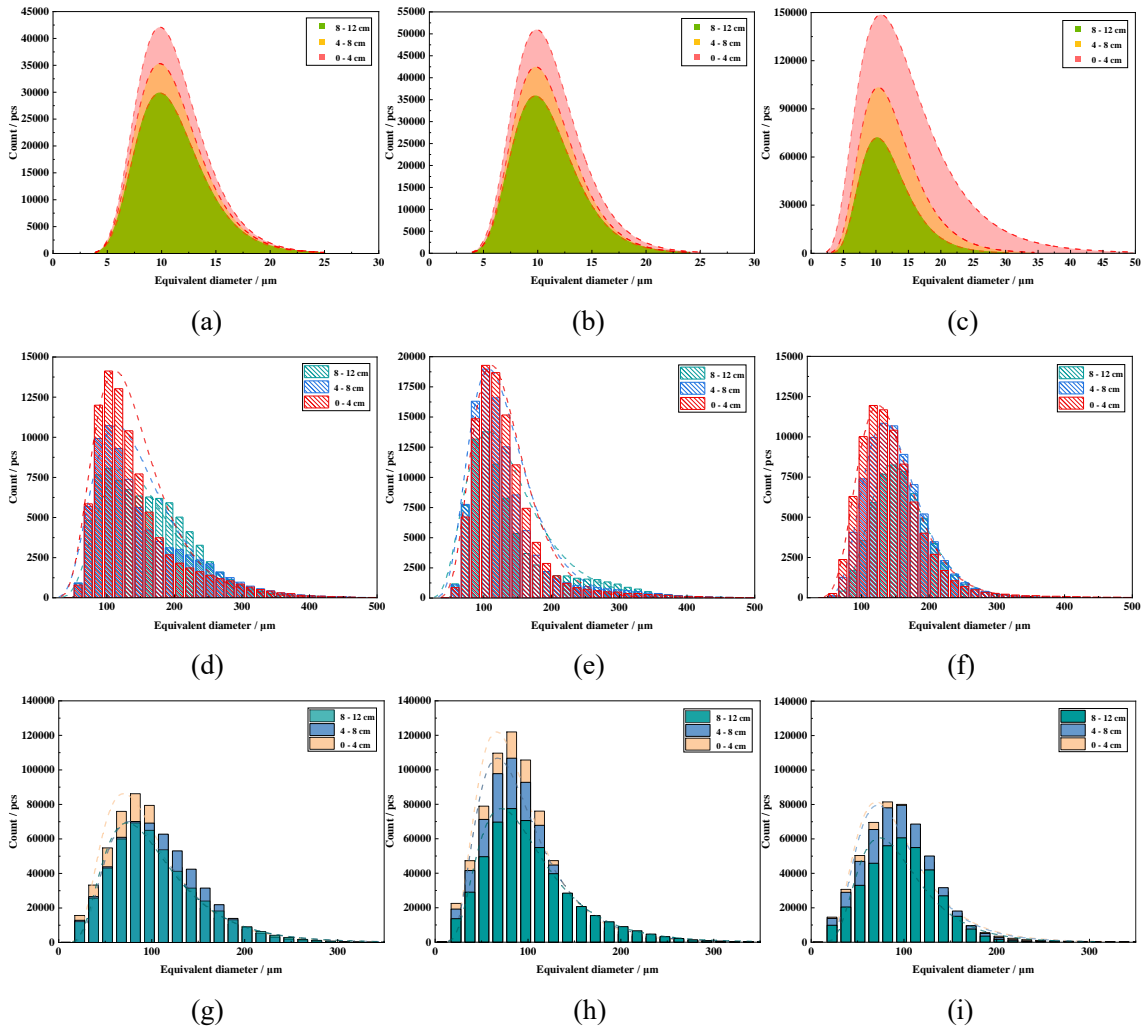 45000
40000
35000
30000
25000
20000
15000
10000
5000
0
Count / pcs
8 - 12 cm
4 - 8 cm
0 - 4 cm
0 5 10 15 20 25 30
Equivalent diameter / μm
(a)
55000
50000
45000
40000
35000
30000
25000
20000
15000
10000
5000
0
Count / pcs
8 - 12 cm
4 - 8 cm
0 - 4 cm
0 5 10 15 20 25 30
Equivalent diameter / μm
(b)
150000
120000
90000
60000
30000
0
Count / pcs
8 - 12 cm
4 - 8 cm
0 - 4 cm
0 5 10 15 20 25 30 35 40 45 50
Equivalent diameter / μm
(c)
15000
12500
10000
7500
5000
2500
0
Count / pcs
8 - 12 cm
4 - 8 cm
0 - 4 cm
100 200 300 400 500
Equivalent diameter / μm
(d)
20000
17500
15000
12500
10000
7500
5000
2500
0
Count / pcs
8 - 12 cm
4 - 8 cm
0 - 4 cm
100 200 300 400 500
Equivalent diameter / μm
(e)
15000
12500
10000
7500
5000
2500
0
Count / pcs
8 - 12 cm
4 - 8 cm
0 - 4 cm
100 200 300 400 500
Equivalent diameter / μm
(f)
140000
120000
100000
80000
60000
40000
20000
0
Count / pcs
8 - 12 cm
4 - 8 cm
0 - 4 cm
0 100 200 300
Equivalent diameter / μm
(g)
140000
120000
100000
80000
60000
40000
20000
0
Count / pcs
8 - 12 cm
4 - 8 cm
0 - 4 cm
0 100 200 300
Equivalent diameter / μm
(h)
140000
120000
100000
80000
60000
40000
20000
0
Count / pcs
8 - 12 cm
4 - 8 cm
0 - 4 cm
0 100 200 300
Equivalent diameter / μm
(i)